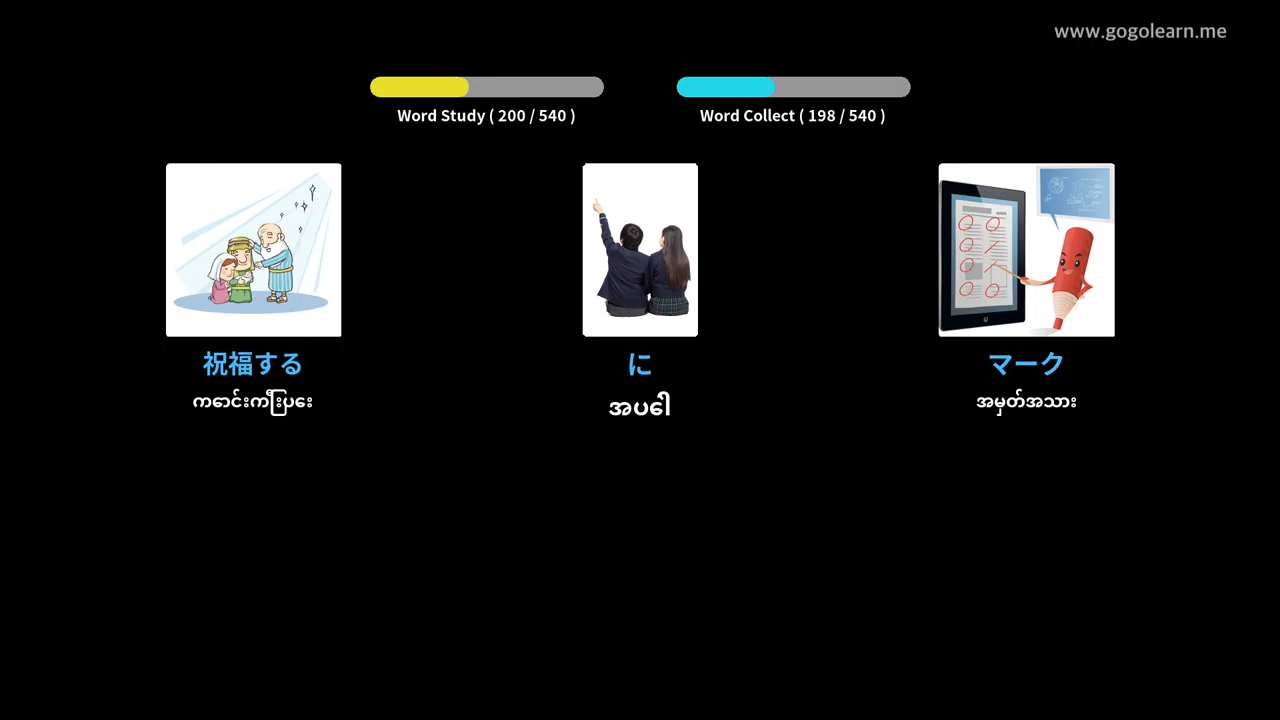 www.gogolearn.me
Word Study ( 200 / 540 )
Word Collect ( 198 / 540 )
祝福する
に
マーク
ကောင်းကြီးပေး
အပေါ်
အမှတ်အသား